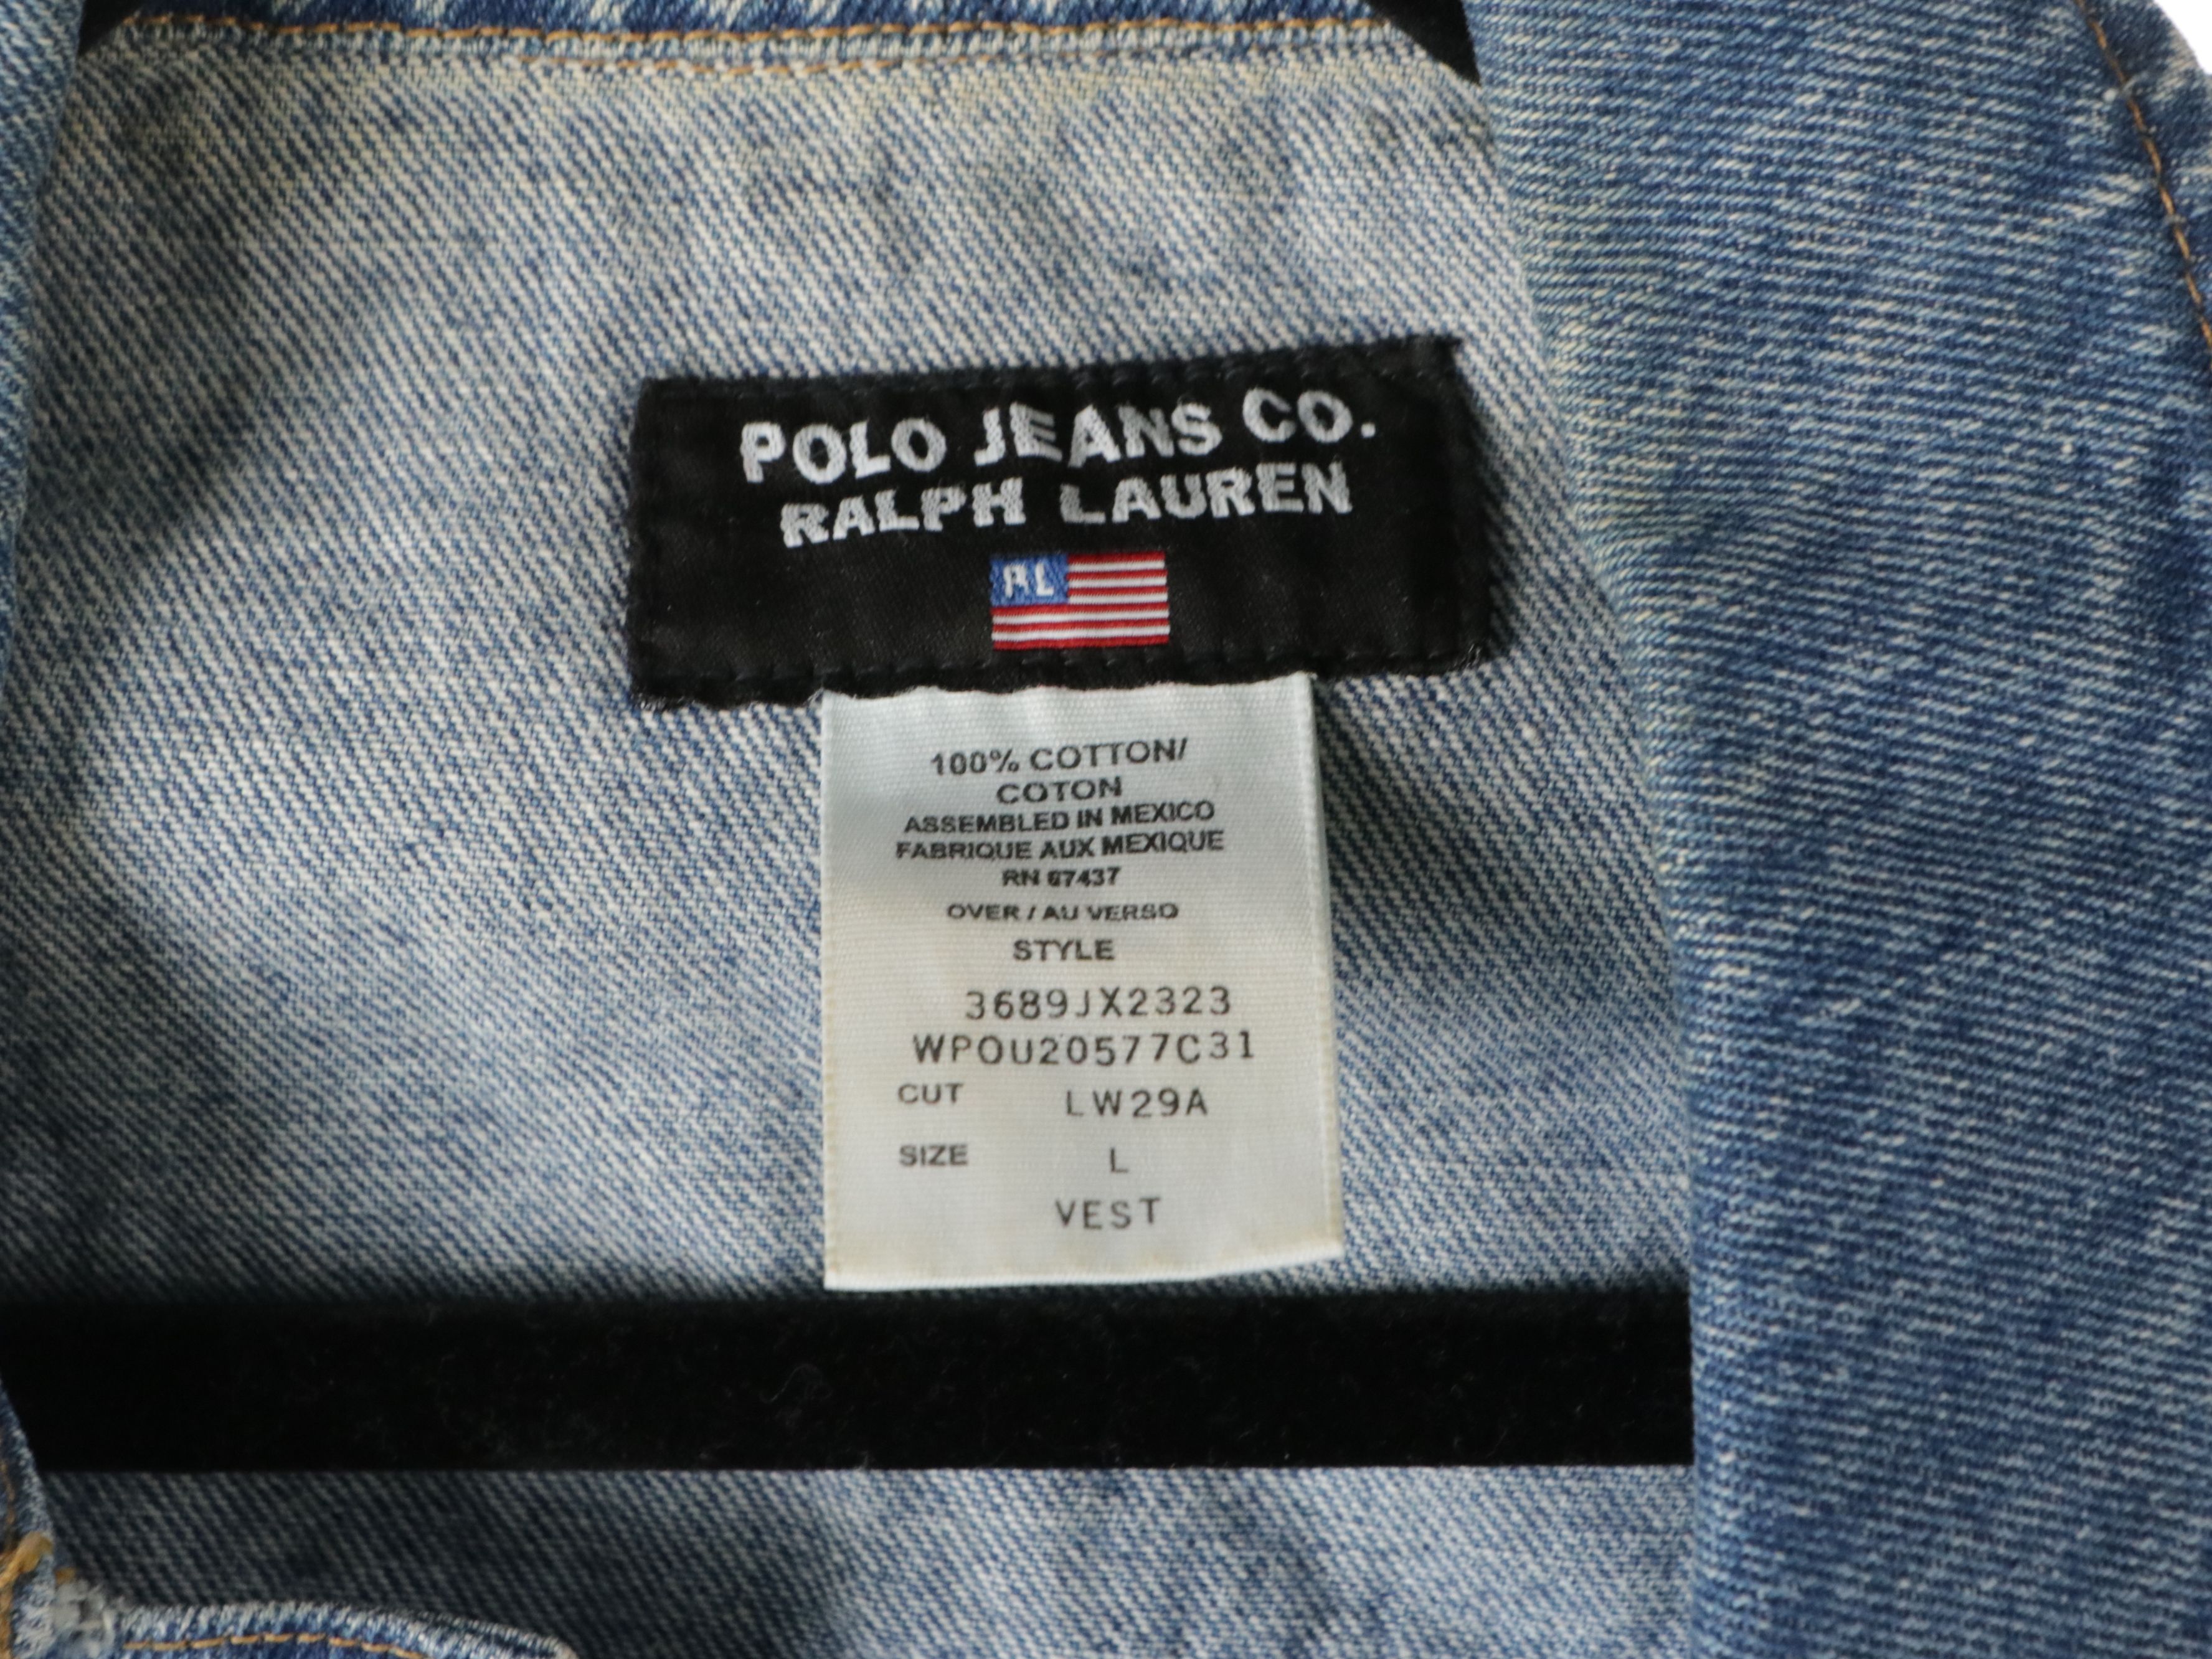 POLO JEANS CO.
RALPH LAUREN
RL
100% COTTON/
COTON
ASSEMBLED IN MEXICO
FABRIQUE AUX MEXIQUE
RN 67437
OVER / AU VERSO
STYLE
3689JX2323
WPOU20577C31
CUT LW29A
SIZE L
VEST